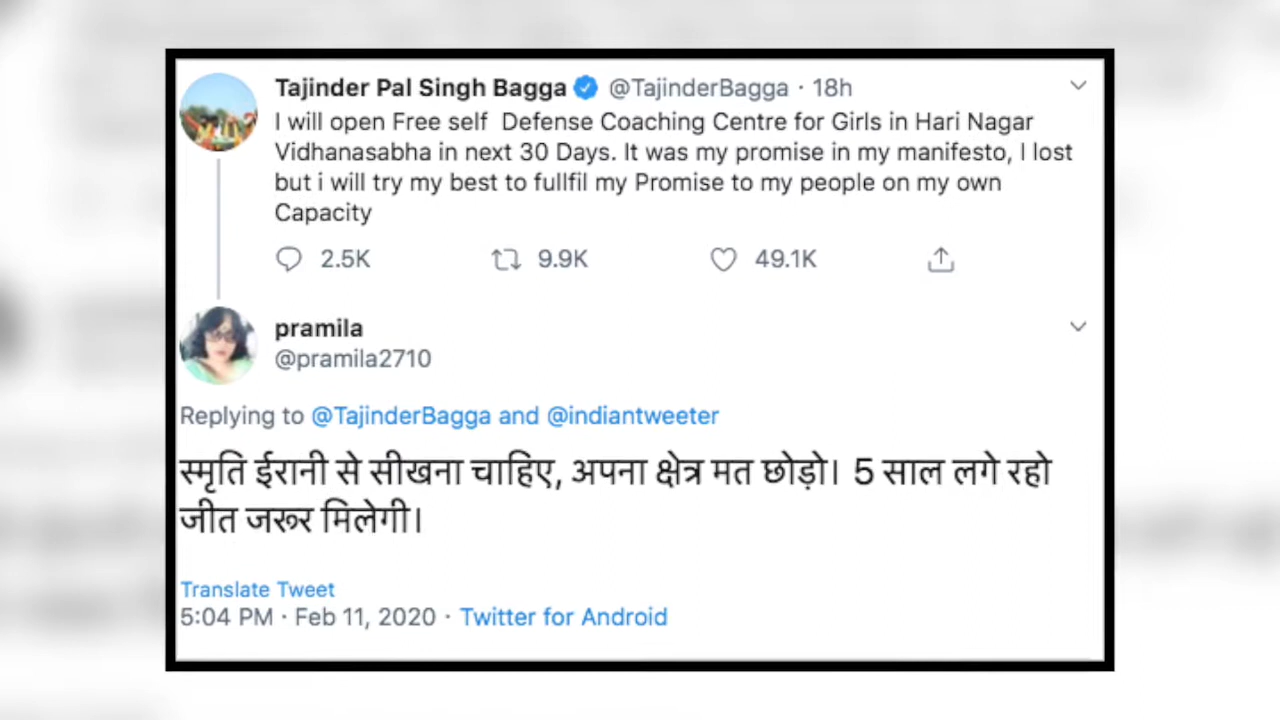 Tajinder Pal Singh Bagga @TajinderBagga · 18h
I will open Free self Defense Coaching Centre for Girls in Hari Nagar
Vidhanasabha in next 30 Days. It was my promise in my manifesto, I lost
but i will try my best to fullfil my Promise to my people on my own
Capacity
2.5K 9.9K 49.1K
pramila
@pramila2710
Replying to @TajinderBagga and @indiantweeter
स्मृति ईरानी से सीखना चाहिए, अपना क्षेत्र मत छोड़ो। 5 साल लगे रहो
जीत जरूर मिलेगी।
Translate Tweet
5:04 PM · Feb 11, 2020 · Twitter for Android